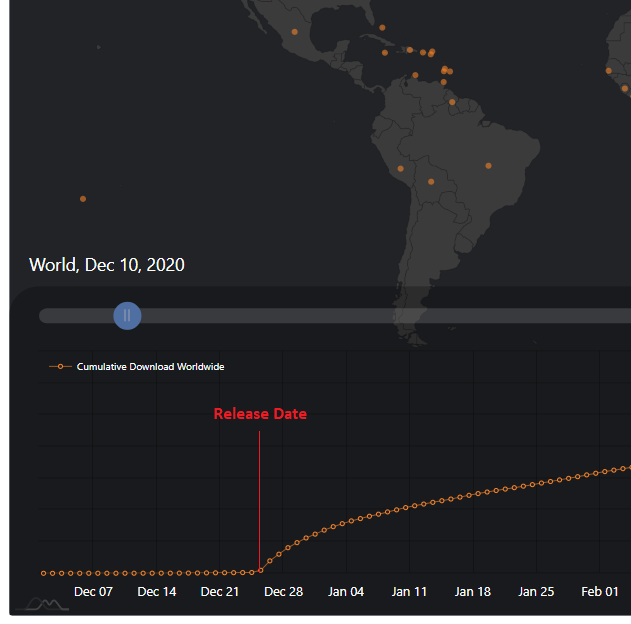 World, Dec 10, 2020
Cumulative Download Worldwide
Release Date
Dec 07 Dec 14 Dec 21 Dec 28 Jan 04 Jan 11 Jan 18 Jan 25 Feb 01